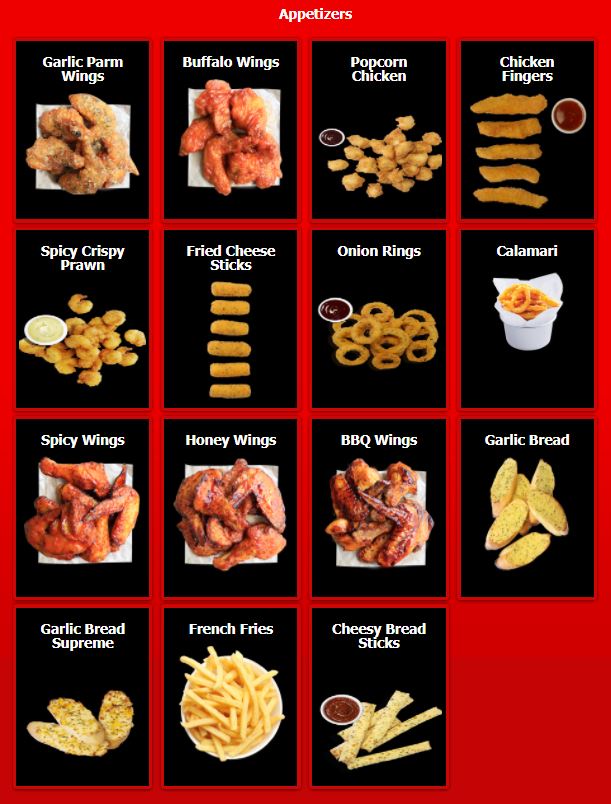 Appetizers
Garlic Parm
Wings
Buffalo Wings
Popcorn
Chicken
Chicken
Fingers
Spicy Crispy
Prawn
Fried Cheese
Sticks
Onion Rings
Calamari
Spicy Wings
Honey Wings
BBQ Wings
Garlic Bread
Garlic Bread
Supreme
French Fries
Cheesy Bread
Sticks